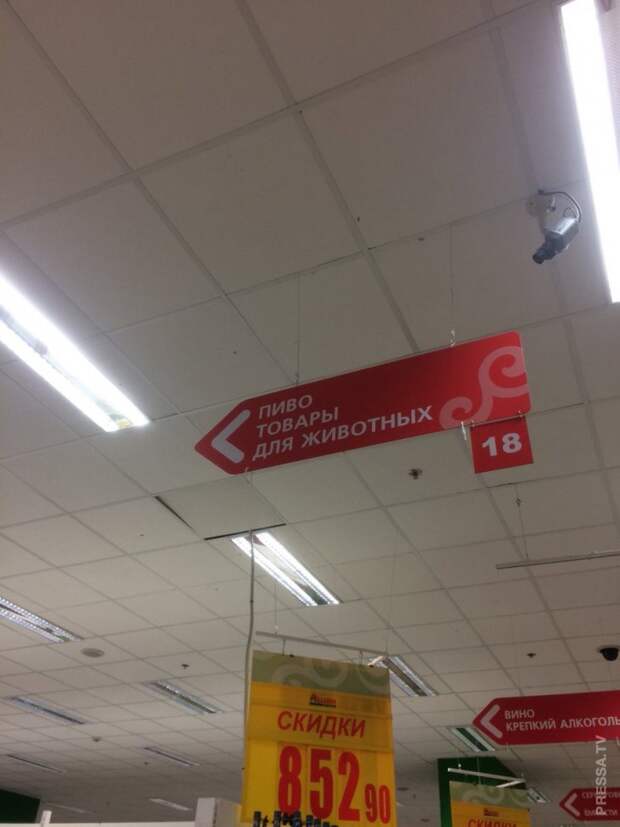 ПИВО
ТОВАРЫ
ДЛЯ ЖИВОТНЫХ
18
СКИДКИ
852 90
ВИНО
КРЕПКИЙ АЛКОГОЛЬ
PRESSA.TV